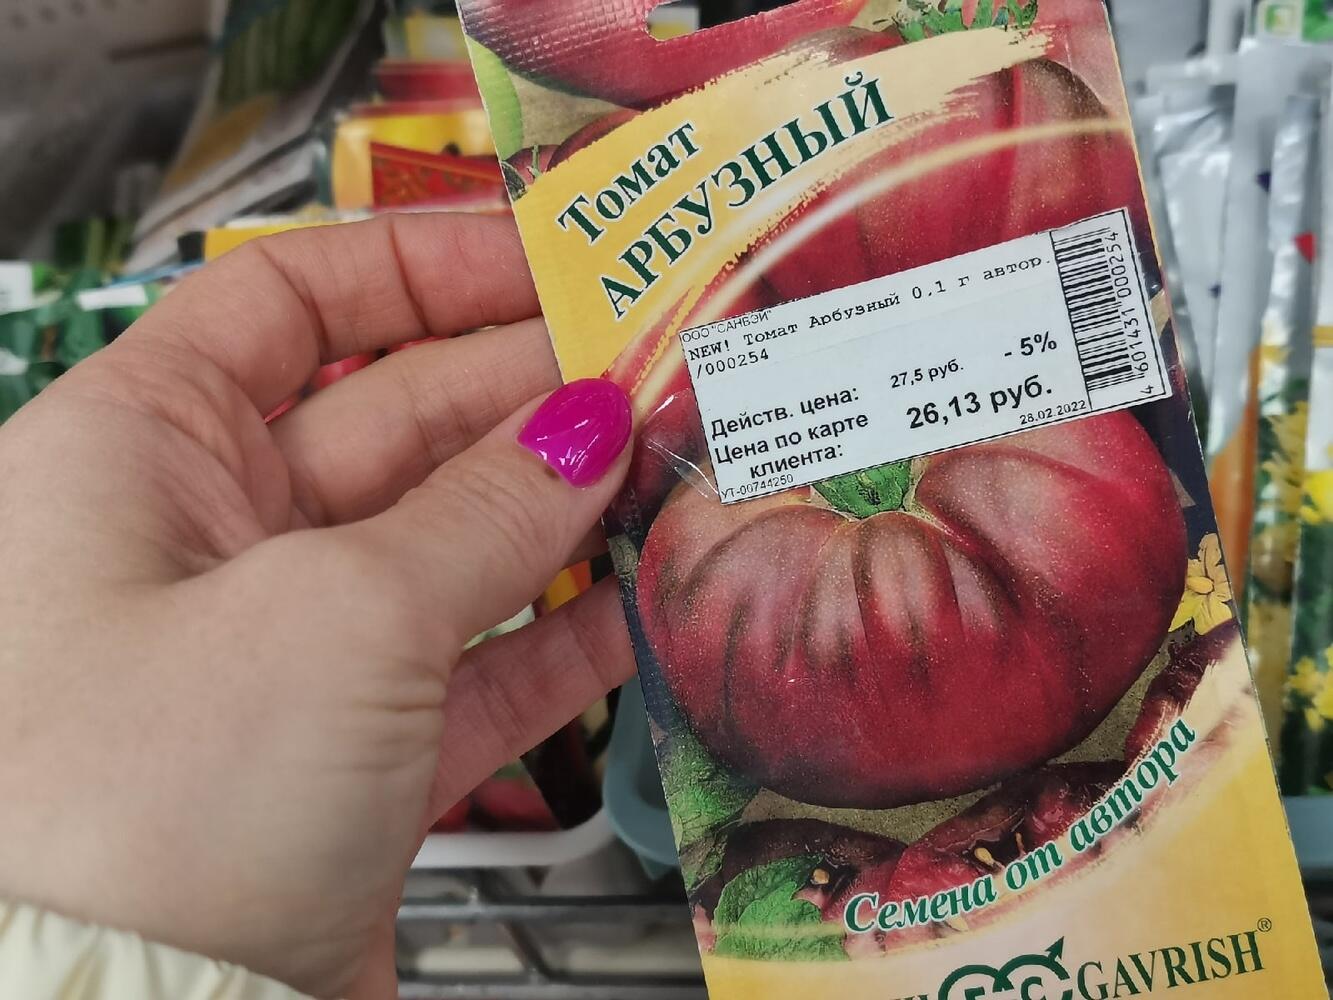 Томат
АРБУЗНЫЙ
ООО "САНБЭЙ"
NEW! Томат Арбузный 0,1 г автор.
/000254
- 5%
Действ. цена: 27,5 руб.
Цена по карте 26,13 руб.
клиента:
28.02.2022
УТ-00744250
4 601431 000254
Семена от автора
GAVRISH®